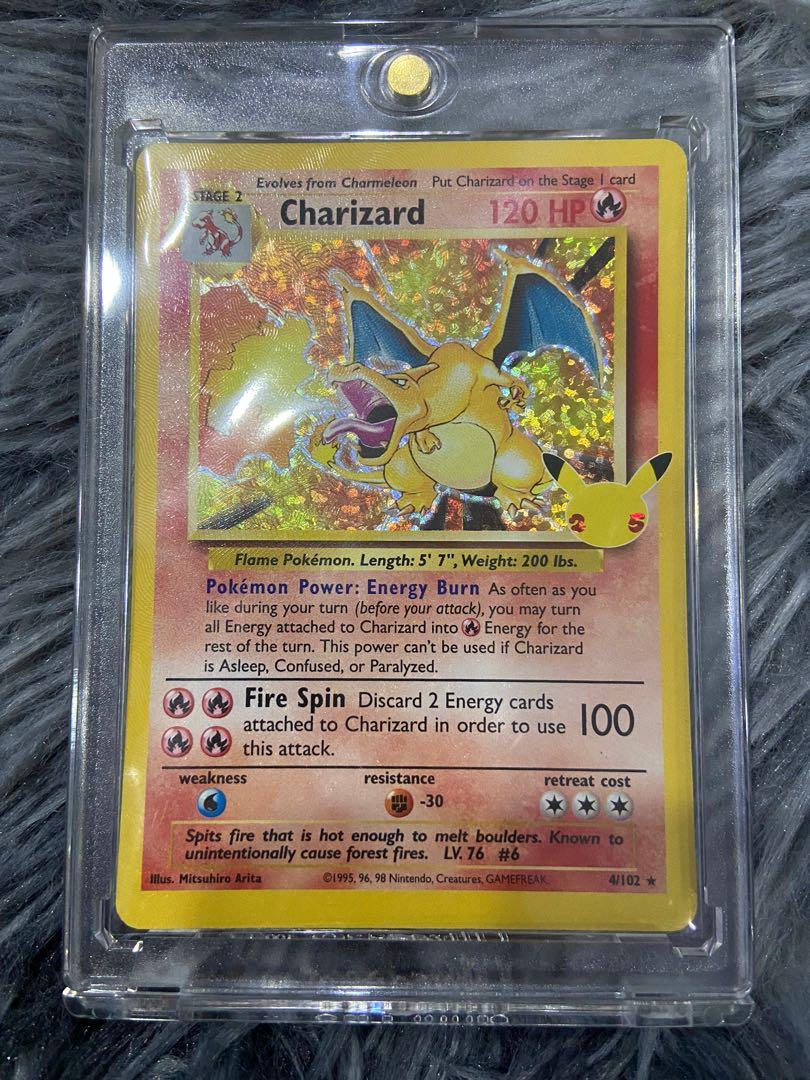 Evolves from Charmeleon Put Charizard on the Stage 1 card
STAGE 2
Charizard 120 HP
25
Flame Pokémon. Length: 5' 7", Weight: 200 lbs.
Pokémon Power: Energy Burn As often as you
like during your turn (before your attack), you may turn
all Energy attached to Charizard into Energy for the
rest of the turn. This power can't be used if Charizard
is Asleep, Confused, or Paralyzed.
Fire Spin Discard 2 Energy cards
attached to Charizard in order to use 100
this attack.
weakness resistance retreat cost
-30
Spits fire that is hot enough to melt boulders. Known to
unintentionally cause forest fires. LV. 76 #6
Illus. Mitsuhiro Arita ©1995, 96, 98 Nintendo, Creatures, GAMEFREAK. 4/102 ★